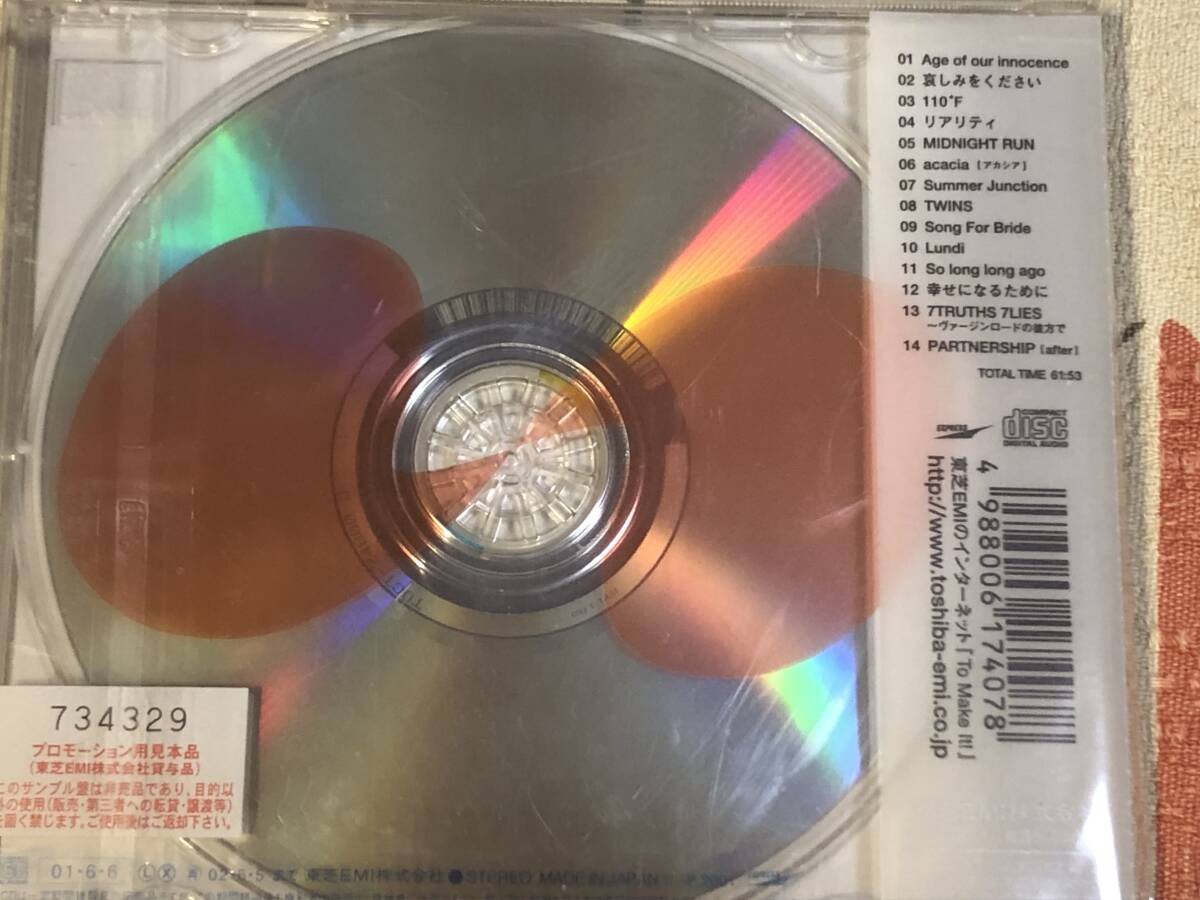 01 Age of our innocence
02 哀しみをください
03 110°F
04 リアリティ
05 MIDNIGHT RUN
06 acacia [アカシア]
07 Summer Junction
08 TWINS
09 Song For Bride
10 Lundi
11 So long long ago
12 幸せになるために
13 7TRUTHS 7LIES
〜ヴァージンロードの彼方で
14 PARTNERSHIP [after]
TOTAL TIME 61:53
EXPRESS
COMPACT
disc
DIGITAL AUDIO
4 988006 174078
東芝EMIのインターネット「To Make It!」
http://www.toshiba-emi.co.jp
734329
プロモーション用見本品
(東芝EMI株式会社貸与品)
このサンプル盤は非売品であり、目的以
外の使用(販売・第三者への転貸・譲渡等)
を固く禁じます。ご使用後はご返却下さい。
01・6・6 Ⓛ Ⓧ 再 02・6・5 まで 東芝EMI株式会社 ● STEREO MADE IN JAPAN